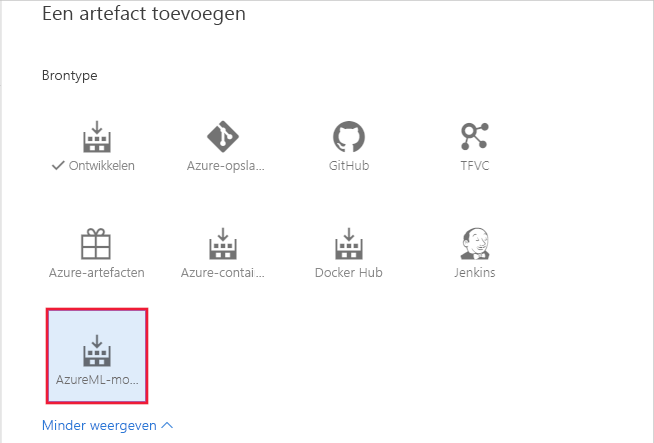 Een artefact toevoegen
Brontype
Ontwikkelen
Azure-opsla...
GitHub
TFVC
Azure-artefacten
Azure-contai...
Docker Hub
Jenkins
AzureML-mo...
Minder weergeven